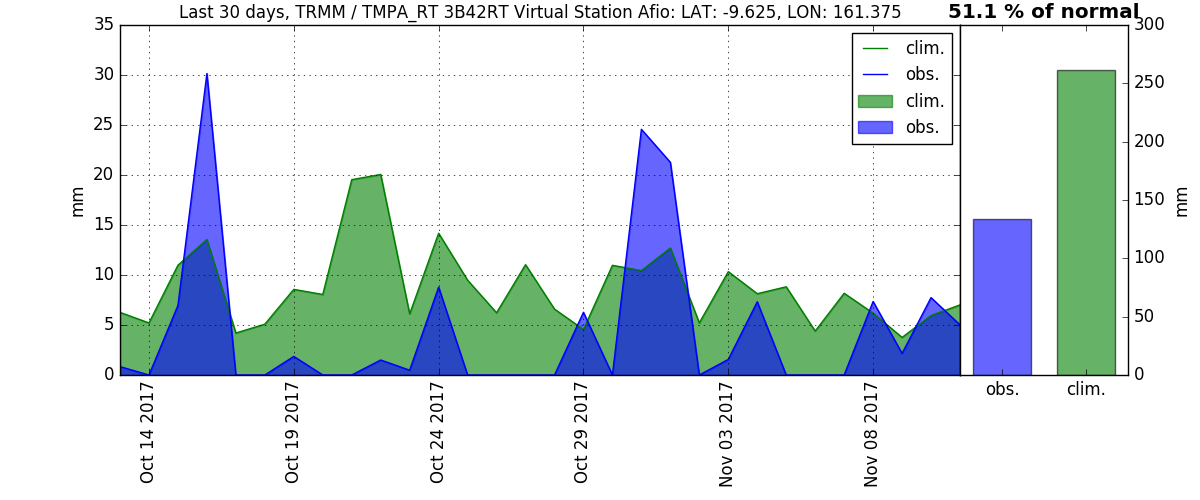 Last 30 days, TRMM / TMPA_RT 3B42RT Virtual Station Afio: LAT: -9.625, LON: 161.375
51.1 % of normal
35
30
25
20
15
10
5
0
mm
clim.
obs.
clim.
obs.
Oct 14 2017
Oct 19 2017
Oct 24 2017
Oct 29 2017
Nov 03 2017
Nov 08 2017
300
250
200
150
100
50
0
mm
obs.
clim.